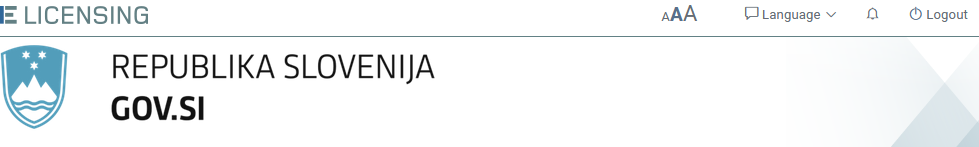 E LICENSING
AAA
Language
Logout
REPUBLIKA SLOVENIJA
GOV.SI